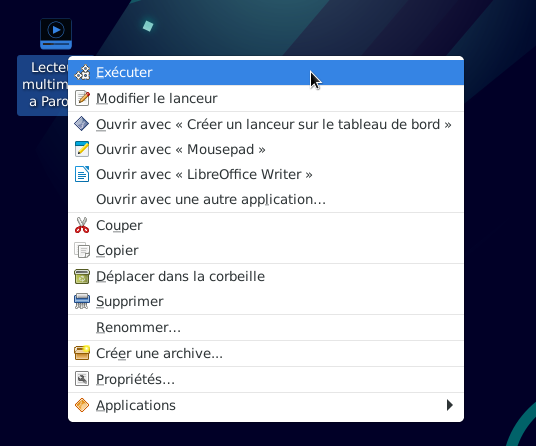 multim
a Paro
Exécuter
Modifier le lanceur
Ouvrir avec « Créer un lanceur sur le tableau de bord »
Ouvrir avec « Mousepad »
Ouvrir avec « LibreOffice Writer »
Ouvrir avec une autre application...
Couper
Copier
Déplacer dans la corbeille
Supprimer
Renommer...
Créer une archive...
Propriétés...
Applications